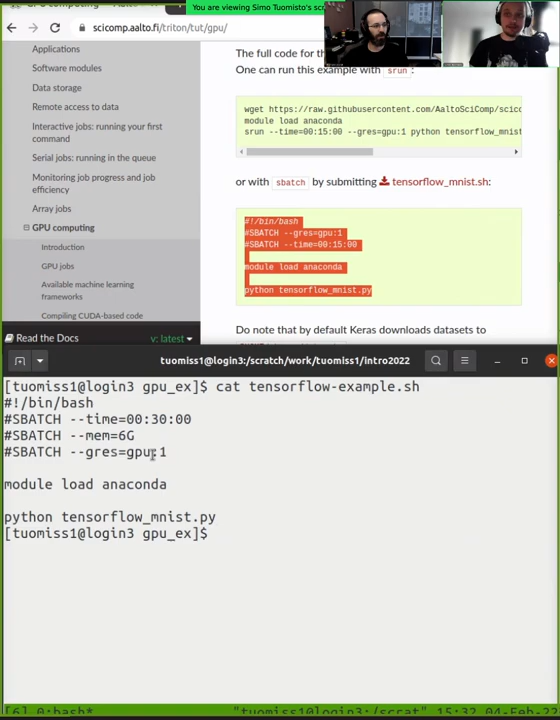 You are viewing Simo Tuomisto's
scicomp.aalto.fi/triton/tut/gpu/
Applications
Software modules
Data storage
Remote access to data
Interactive jobs: running your first
command
Serial jobs: running in the queue
Monitoring job progress and job
efficiency
Array jobs
GPU computing
Introduction
GPU jobs
Available machine learning
frameworks
Compiling CUDA-based code
Read the Docs
v: latest
The full code for
One can run this example with srun :
wget https://raw.githubusercontent.com/AaltoSciComp/scico
module load anaconda
srun --time=00:15:00 --gres=gpu:1 python tensorflow_mnist
or with sbatch by submitting tensorflow_mnist.sh:
#!/bin/bash
#SBATCH --gres=gpu:1
#SBATCH --time=00:15:00
module load anaconda
python tensorflow_mnist.py
Do note that by default Keras downloads datasets to
tuomiss1@login3:/scratch/work/tuomiss1/intro2022
[tuomiss1@login3 gpu_ex]$ cat tensorflow-example.sh
#!/bin/bash
#SBATCH --time=00:30:00
#SBATCH --mem=6G
#SBATCH --gres=gpu:1
module load anaconda
python tensorflow_mnist.py
[tuomiss1@login3 gpu_ex]$
[6] 0:bash* "tuomiss1@login3:/scrat" 15:32 04-Feb-22